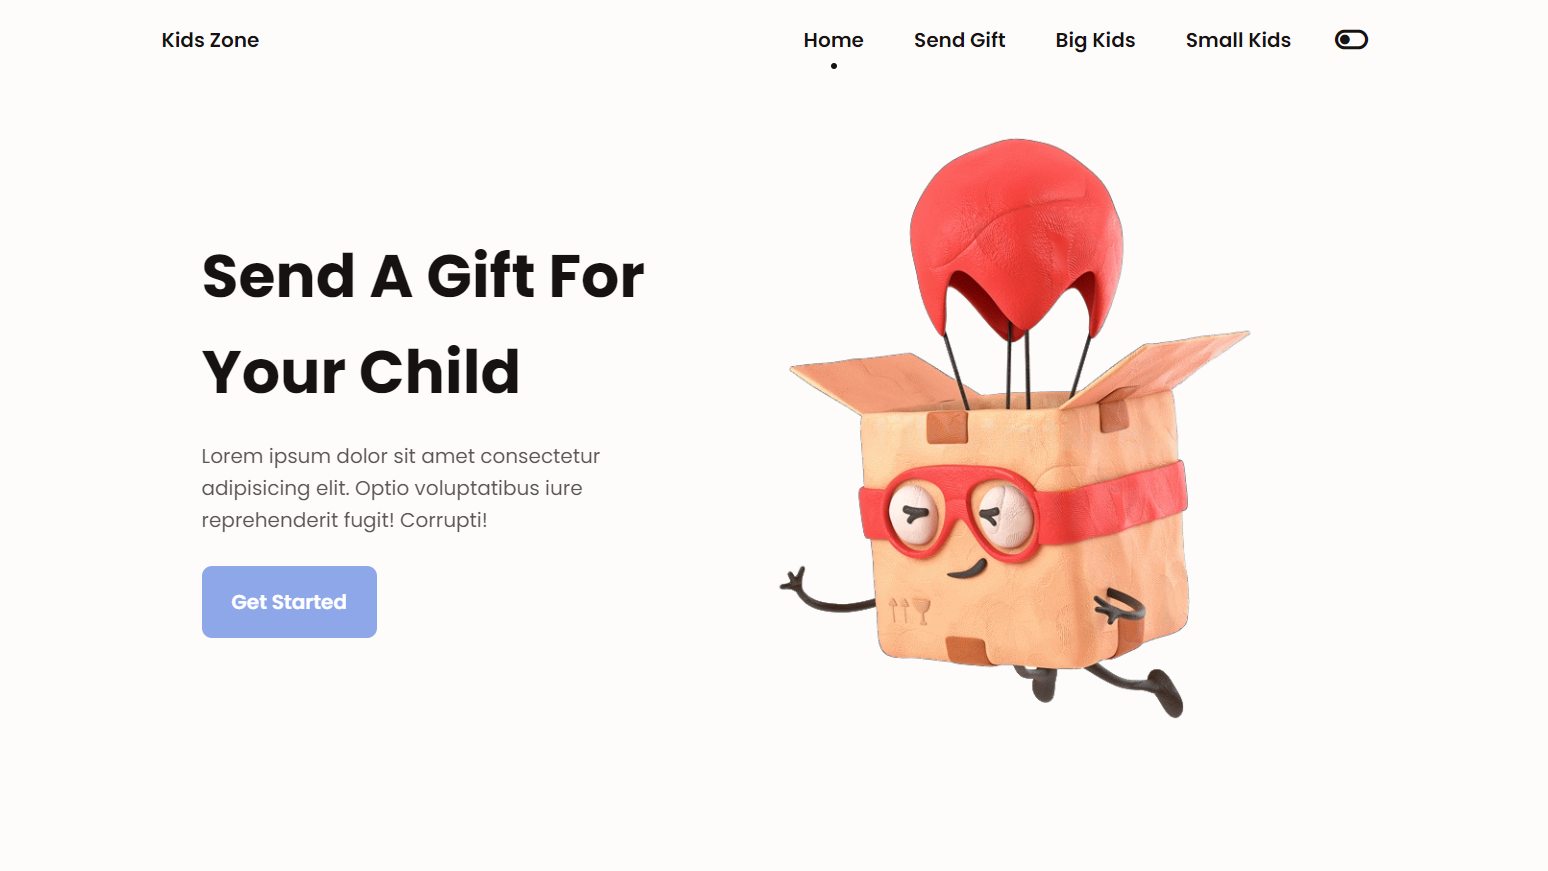 Kids Zone
Home
Send Gift
Big Kids
Small Kids
Send A Gift For
Your Child
Lorem ipsum dolor sit amet consectetur
adipisicing elit. Optio voluptatibus iure
reprehenderit fugit! Corrupti!
Get Started